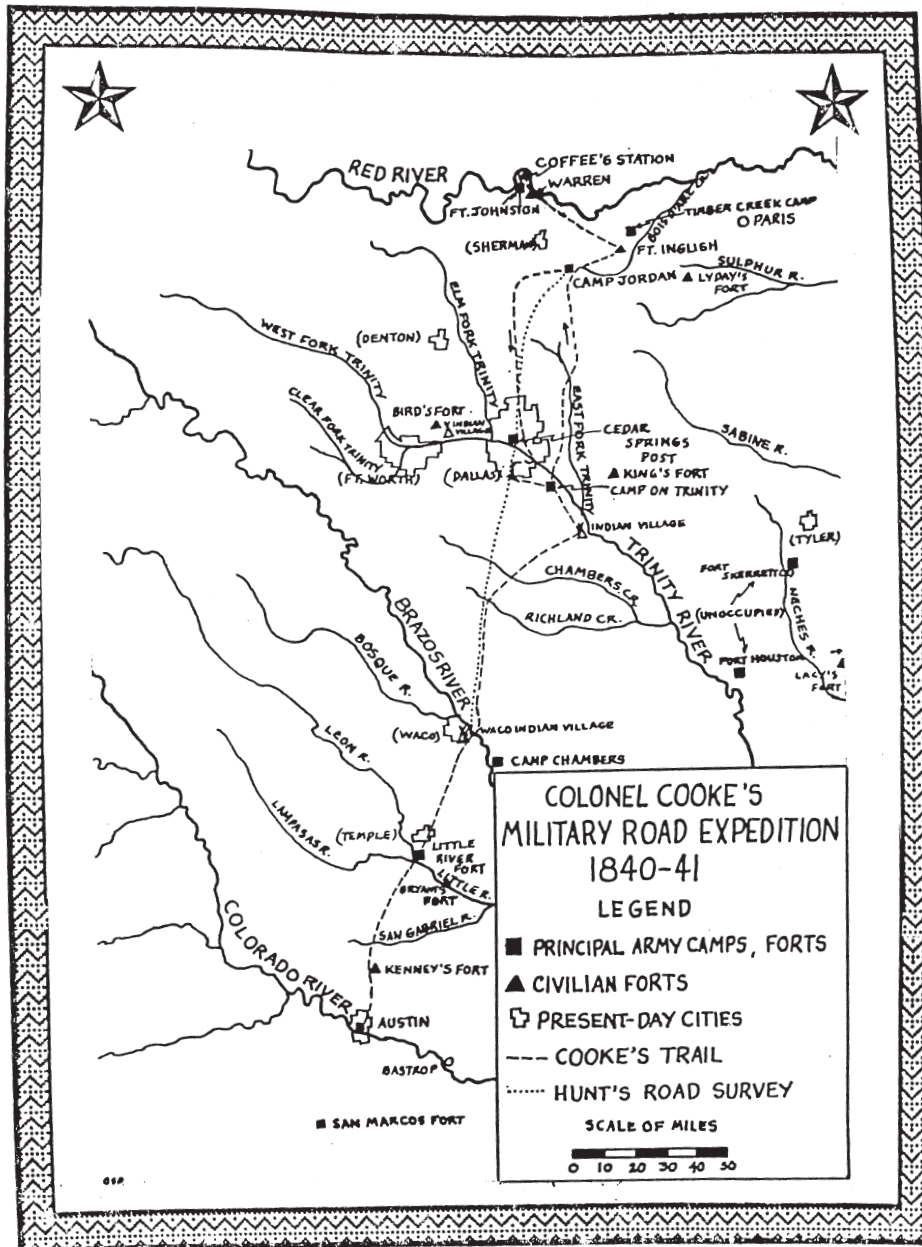 RED RIVER
COFFEE'S STATION
WARREN
FT. JOHNSTON
BOIS D'ARC CR.
TIMBER CREEK CAMP
PARIS
(SHERMAN)
FT. INGLISH
CAMP JORDAN
LYDAY'S
FORT
SULPHUR R.
ELM FORK TRINITY
(DENTON)
WEST FORK TRINITY
CLEAR FORK TRINITY
BIRD'S FORT
INDIAN
VILLAGE
EAST FORK TRINITY
CEDAR
SPRINGS
POST
SABINE R.
(FT. WORTH)
(DALLAS)
KING'S FORT
CAMP ON TRINITY
INDIAN VILLAGE
(TYLER)
TRINITY RIVER
FORT
SKERRETT
NECHES R.
CHAMBERS CR.
RICHLAND CR.
(UNOCCUPIED)
FORT HOUSTON
LACY'S
FORT
BRAZOS RIVER
BOSQUE R.
(WACO)
WACO INDIAN VILLAGE
LEON R.
CAMP CHAMBERS
LAMPASAS R.
(TEMPLE)
LITTLE
RIVER
FORT
LITTLE R.
BRYANT'S
FORT
SAN GABRIEL R.
COLORADO RIVER
KENNEY'S FORT
AUSTIN
BASTROP
SAN MARCOS FORT
COLONEL COOKE'S
MILITARY ROAD EXPEDITION
1840-41
LEGEND
PRINCIPAL ARMY CAMPS, FORTS
CIVILIAN FORTS
PRESENT-DAY CITIES
COOKE'S TRAIL
HUNT'S ROAD SURVEY
SCALE OF MILES
0 10 20 30 40 50